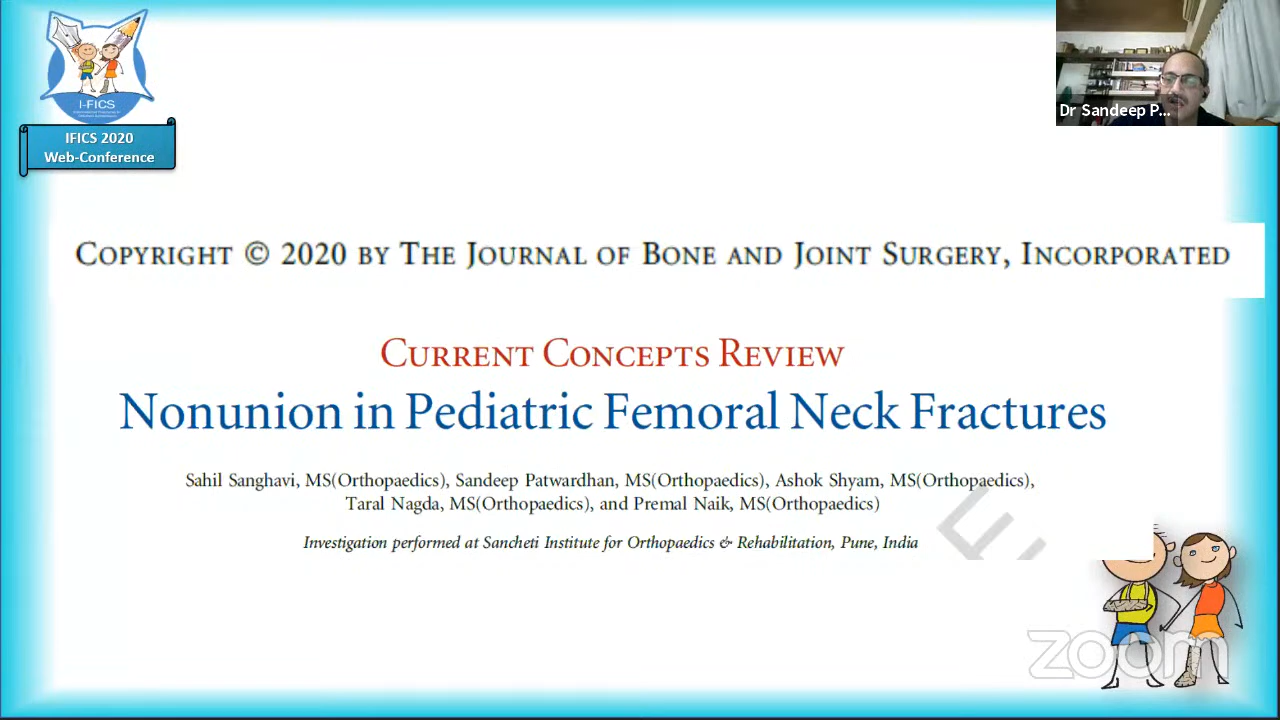 I-FICS
IFICS 2020
Web-Conference
Dr Sandeep P...
COPYRIGHT © 2020 BY THE JOURNAL OF BONE AND JOINT SURGERY, INCORPORATED
CURRENT CONCEPTS REVIEW
Nonunion in Pediatric Femoral Neck Fractures
Sahil Sanghavi, MS(Orthopaedics), Sandeep Patwardhan, MS(Orthopaedics), Ashok Shyam, MS(Orthopaedics),
Taral Nagda, MS(Orthopaedics), and Premal Naik, MS(Orthopaedics)
Investigation performed at Sancheti Institute for Orthopaedics & Rehabilitation, Pune, India
zoom